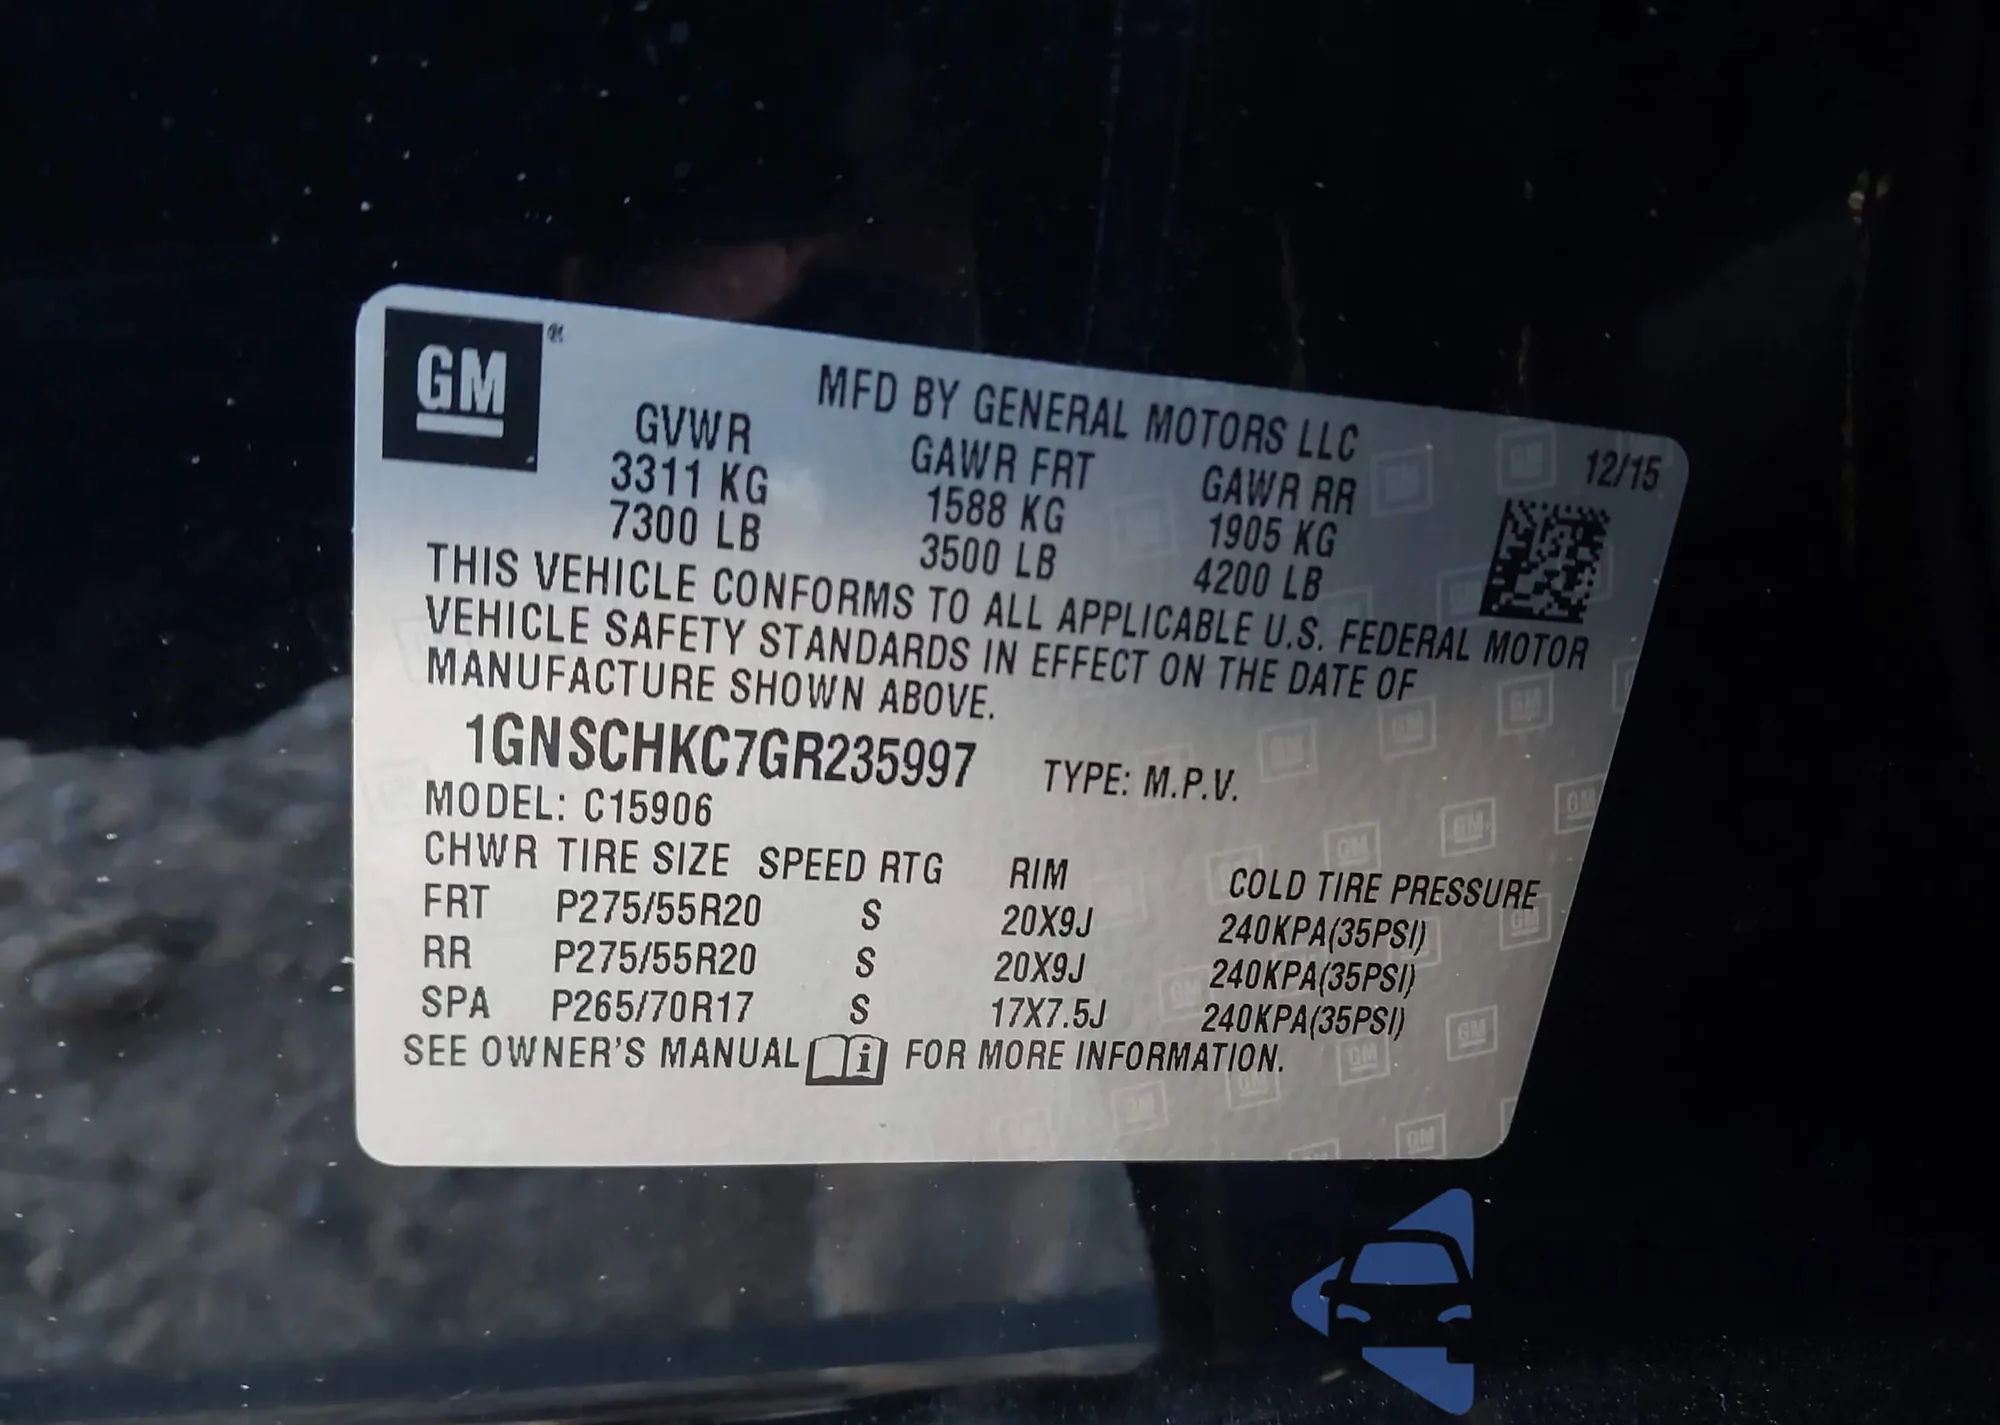 GM®
MFD BY GENERAL MOTORS LLC
12/15
GVWR GAWR FRT GAWR RR
3311 KG 1588 KG 1905 KG
7300 LB 3500 LB 4200 LB
THIS VEHICLE CONFORMS TO ALL APPLICABLE U.S. FEDERAL MOTOR
VEHICLE SAFETY STANDARDS IN EFFECT ON THE DATE OF
MANUFACTURE SHOWN ABOVE.
1GNSCHKC7GR235997 TYPE: M.P.V.
MODEL: C15906
CHWR TIRE SIZE SPEED RTG RIM COLD TIRE PRESSURE
FRT P275/55R20 S 20X9J 240KPA(35PSI)
RR P275/55R20 S 20X9J 240KPA(35PSI)
SPA P265/70R17 S 17X7.5J 240KPA(35PSI)
SEE OWNER'S MANUAL i FOR MORE INFORMATION.